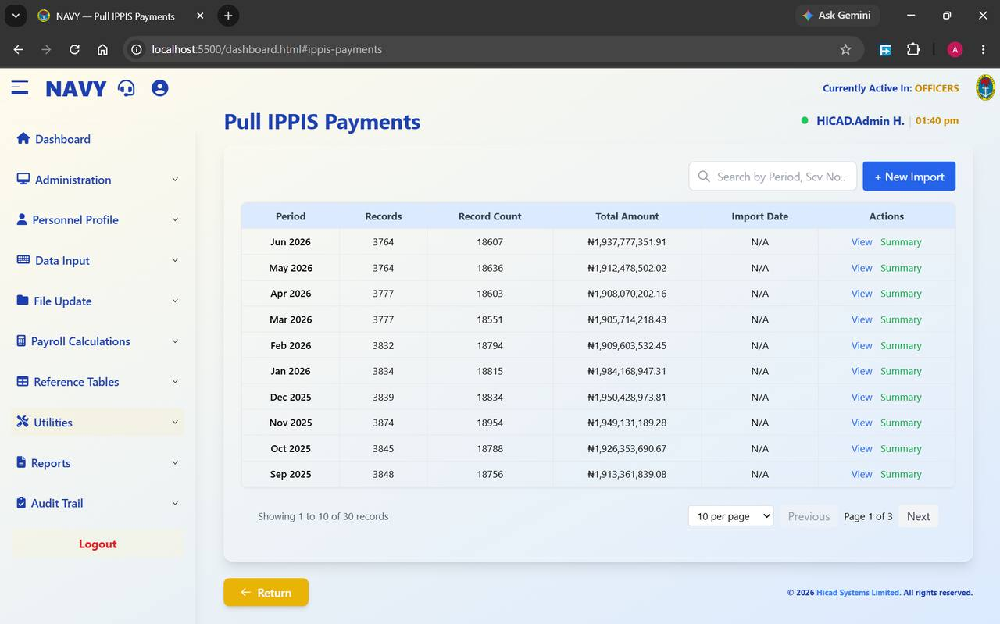 NAVY — Pull IPPIS Payments
Ask Gemini
localhost:5500/dashboard.html#ippis-payments
A
NAVY
Currently Active In: OFFICERS
Pull IPPIS Payments
HICAD.Admin H. | 01:40 pm
Dashboard
Administration
Personnel Profile
Data Input
File Update
Payroll Calculations
Reference Tables
Utilities
Reports
Audit Trail
Logout
Search by Period, Scv No..
+ New Import
Period Records Record Count Total Amount Import Date Actions
Jun 2026 3764 18607 ₦1,937,777,351.91 N/A View Summary
May 2026 3764 18636 ₦1,912,478,502.02 N/A View Summary
Apr 2026 3777 18603 ₦1,908,070,202.16 N/A View Summary
Mar 2026 3777 18551 ₦1,905,714,218.43 N/A View Summary
Feb 2026 3832 18794 ₦1,909,603,532.45 N/A View Summary
Jan 2026 3834 18815 ₦1,984,168,947.31 N/A View Summary
Dec 2025 3839 18834 ₦1,950,428,973.81 N/A View Summary
Nov 2025 3874 18954 ₦1,949,131,189.28 N/A View Summary
Oct 2025 3845 18788 ₦1,926,353,690.67 N/A View Summary
Sep 2025 3848 18756 ₦1,913,361,839.08 N/A View Summary
Showing 1 to 10 of 30 records
10 per page
Previous
Page 1 of 3
Next
Return
© 2026 Hicad Systems Limited. All rights reserved.